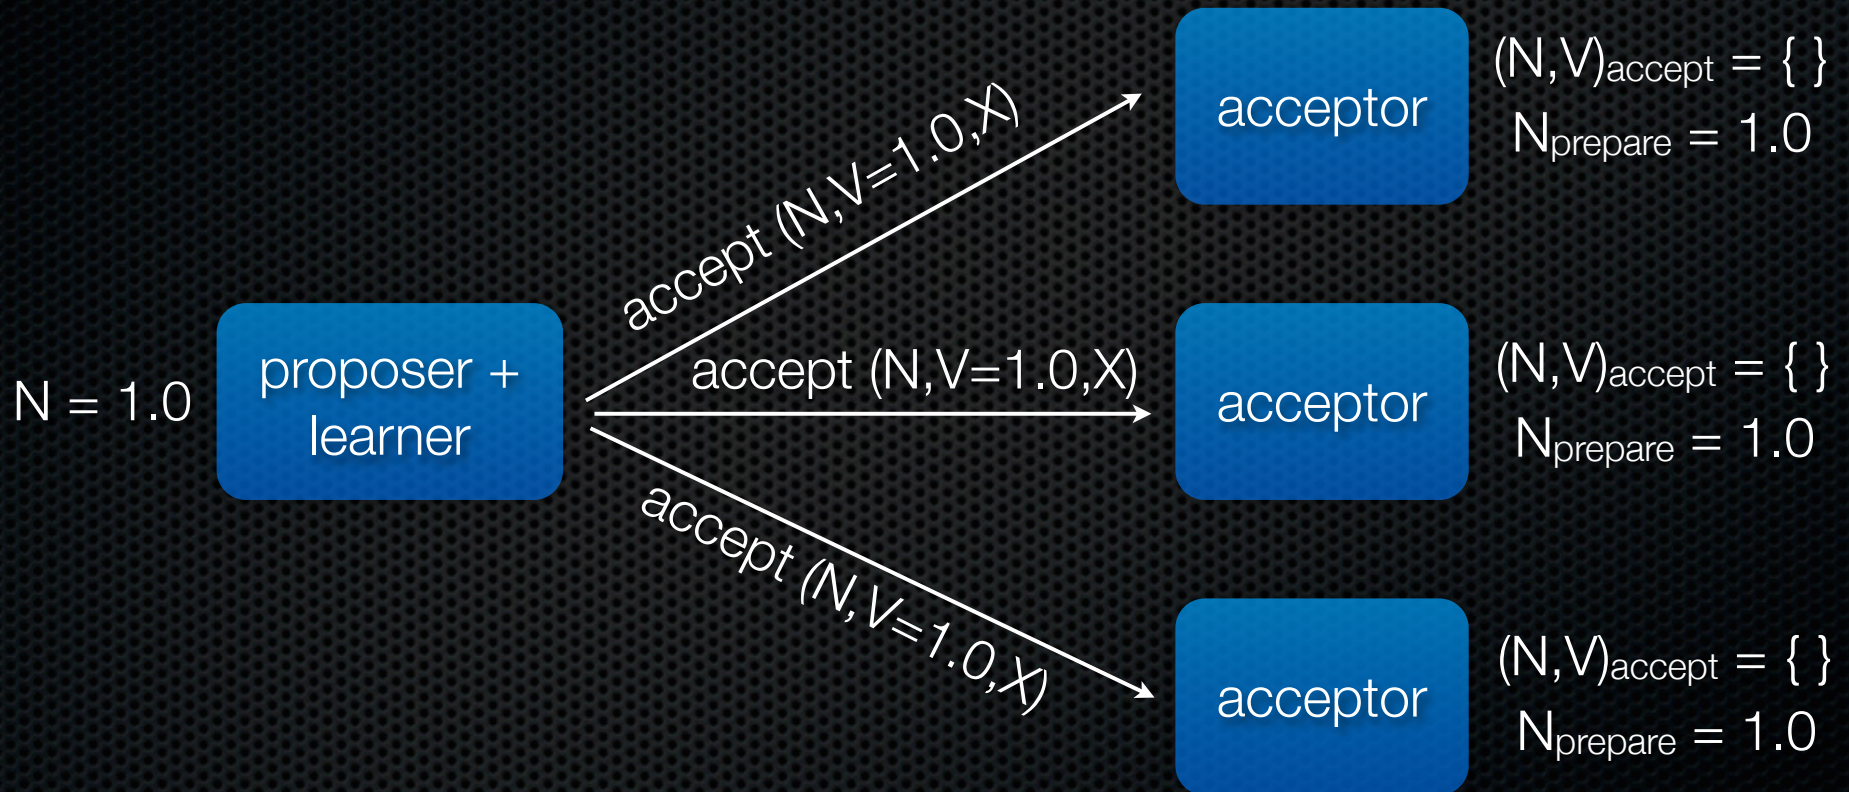 acceptor
(N,V)accept = { }
Nprepare = 1.0
accept (N,V=1.0,X)
N = 1.0
proposer +
learner
accept (N,V=1.0,X)
acceptor
(N,V)accept = { }
Nprepare = 1.0
accept (N,V=1.0,X)
acceptor
(N,V)accept = { }
Nprepare = 1.0